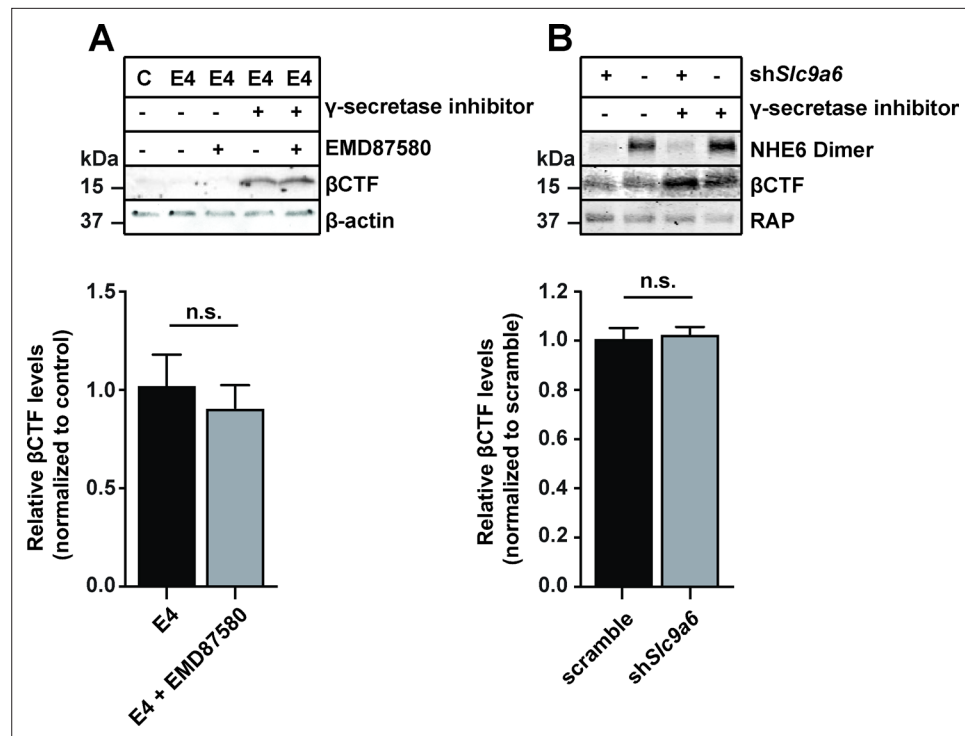 A
C E4 E4 E4 E4
- - - + + γ-secretase inhibitor
- - + - + EMD87580
kDa
15 βCTF
37 β-actin
1.5
1.0
0.5
0.0
Relative βCTF levels
(normalized to control)
n.s.
E4
E4 + EMD87580
B
+ - + - shSlc9a6
- - + + γ-secretase inhibitor
NHE6 Dimer
kDa
15 βCTF
37 RAP
1.2
1.0
0.8
0.6
0.4
0.2
0.0
Relative βCTF levels
(normalized to scramble)
n.s.
scramble
shSlc9a6